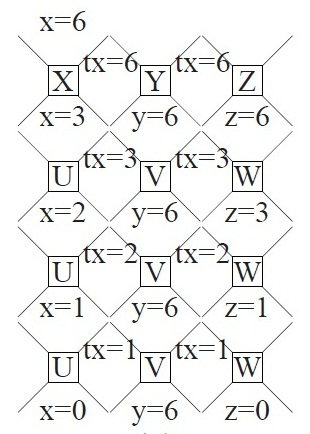 x=6
tx=6 tx=6
X Y Z
x=3 y=6 z=6
tx=3 tx=3
U V W
x=2 y=6 z=3
tx=2 tx=2
U V W
x=1 y=6 z=1
tx=1 tx=1
U V W
x=0 y=6 z=0